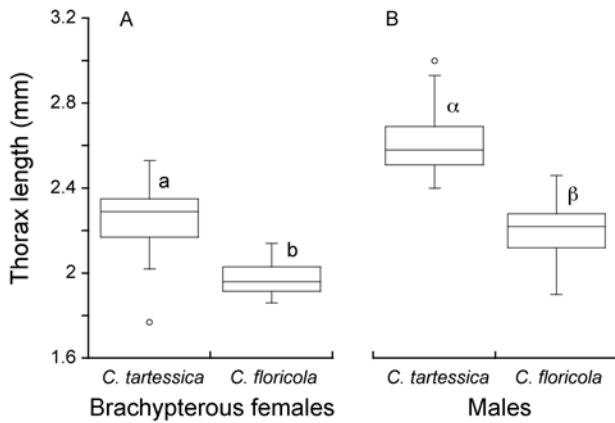 A
B
Thorax length (mm)
3.2
2.8
2.4
2
1.6
a
b
α
β
C. tartessica
C. floricola
C. tartessica
C. floricola
Brachypterous females
Males